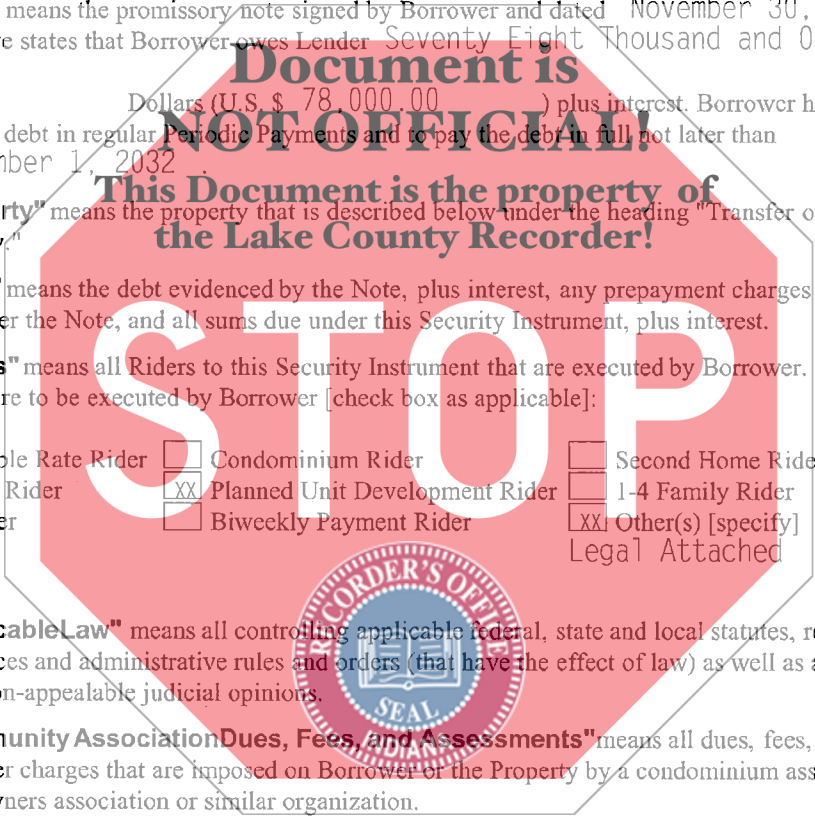 means the promissory note signed by Borrower and dated November 30,
e states that Borrower owes Lender Seventy Eight Thousand and 0
Document is
Dollars (U.S. $ 78,000.00 ) plus interest. Borrower h
NOT OFFICIAL!
debt in regular Periodic Payments and to pay the debt in full not later than
ber 1, 2032 .
This Document is the property of
rty" means the property that is described below under the heading "Transfer o
the Lake County Recorder!
y."
means the debt evidenced by the Note, plus interest, any prepayment charges
er the Note, and all sums due under this Security Instrument, plus interest.
s" means all Riders to this Security Instrument that are executed by Borrower.
re to be executed by Borrower [check box as applicable]:
STOP
ble Rate Rider Condominium Rider Second Home Ride
Rider XX Planned Unit Development Rider 1-4 Family Rider
er Biweekly Payment Rider XX Other(s) [specify]
Legal Attached
RECORDER'S OFFICE
cableLaw" means all controlling applicable federal, state and local statutes, r
ces and administrative rules and orders (that have the effect of law) as well as a
n-appealable judicial opinions.
SEAL
INDIANA
unity AssociationDues, Fees, and Assessments" means all dues, fees,
er charges that are imposed on Borrower or the Property by a condominium ass
ners association or similar organization.